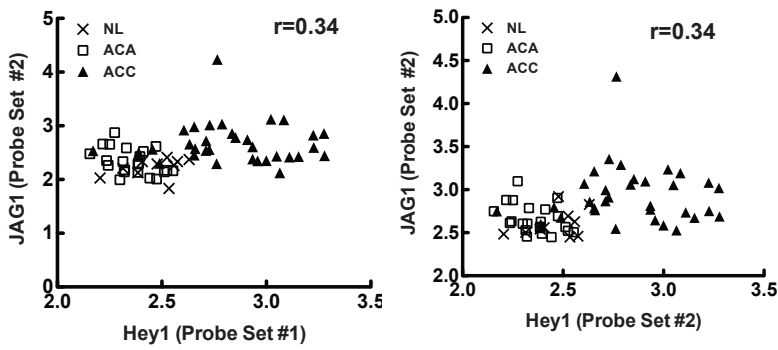 r=0.34
NL
ACA
ACC
JAG1 (Probe Set #2)
5
4
3
2
1
0
2.0
2.5
3.0
3.5
Hey1 (Probe Set #1)
r=0.34
NL
ACA
ACC
JAG1 (Probe Set #2)
5.0
4.5
4.0
3.5
3.0
2.5
2.0
2.0
2.5
3.0
3.5
Hey1 (Probe Set #2)